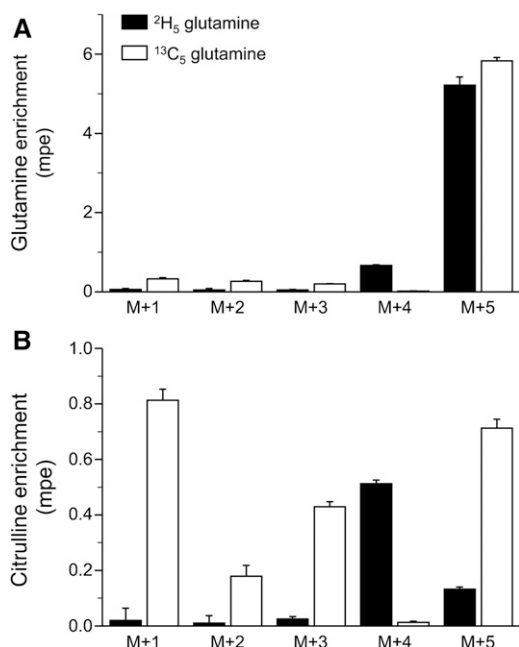 A
²H₅ glutamine
¹³C₅ glutamine
Glutamine enrichment
(mpe)
6
4
2
0
M+1 M+2 M+3 M+4 M+5
B
Citrulline enrichment
(mpe)
1.0
0.8
0.6
0.4
0.2
0.0
M+1 M+2 M+3 M+4 M+5